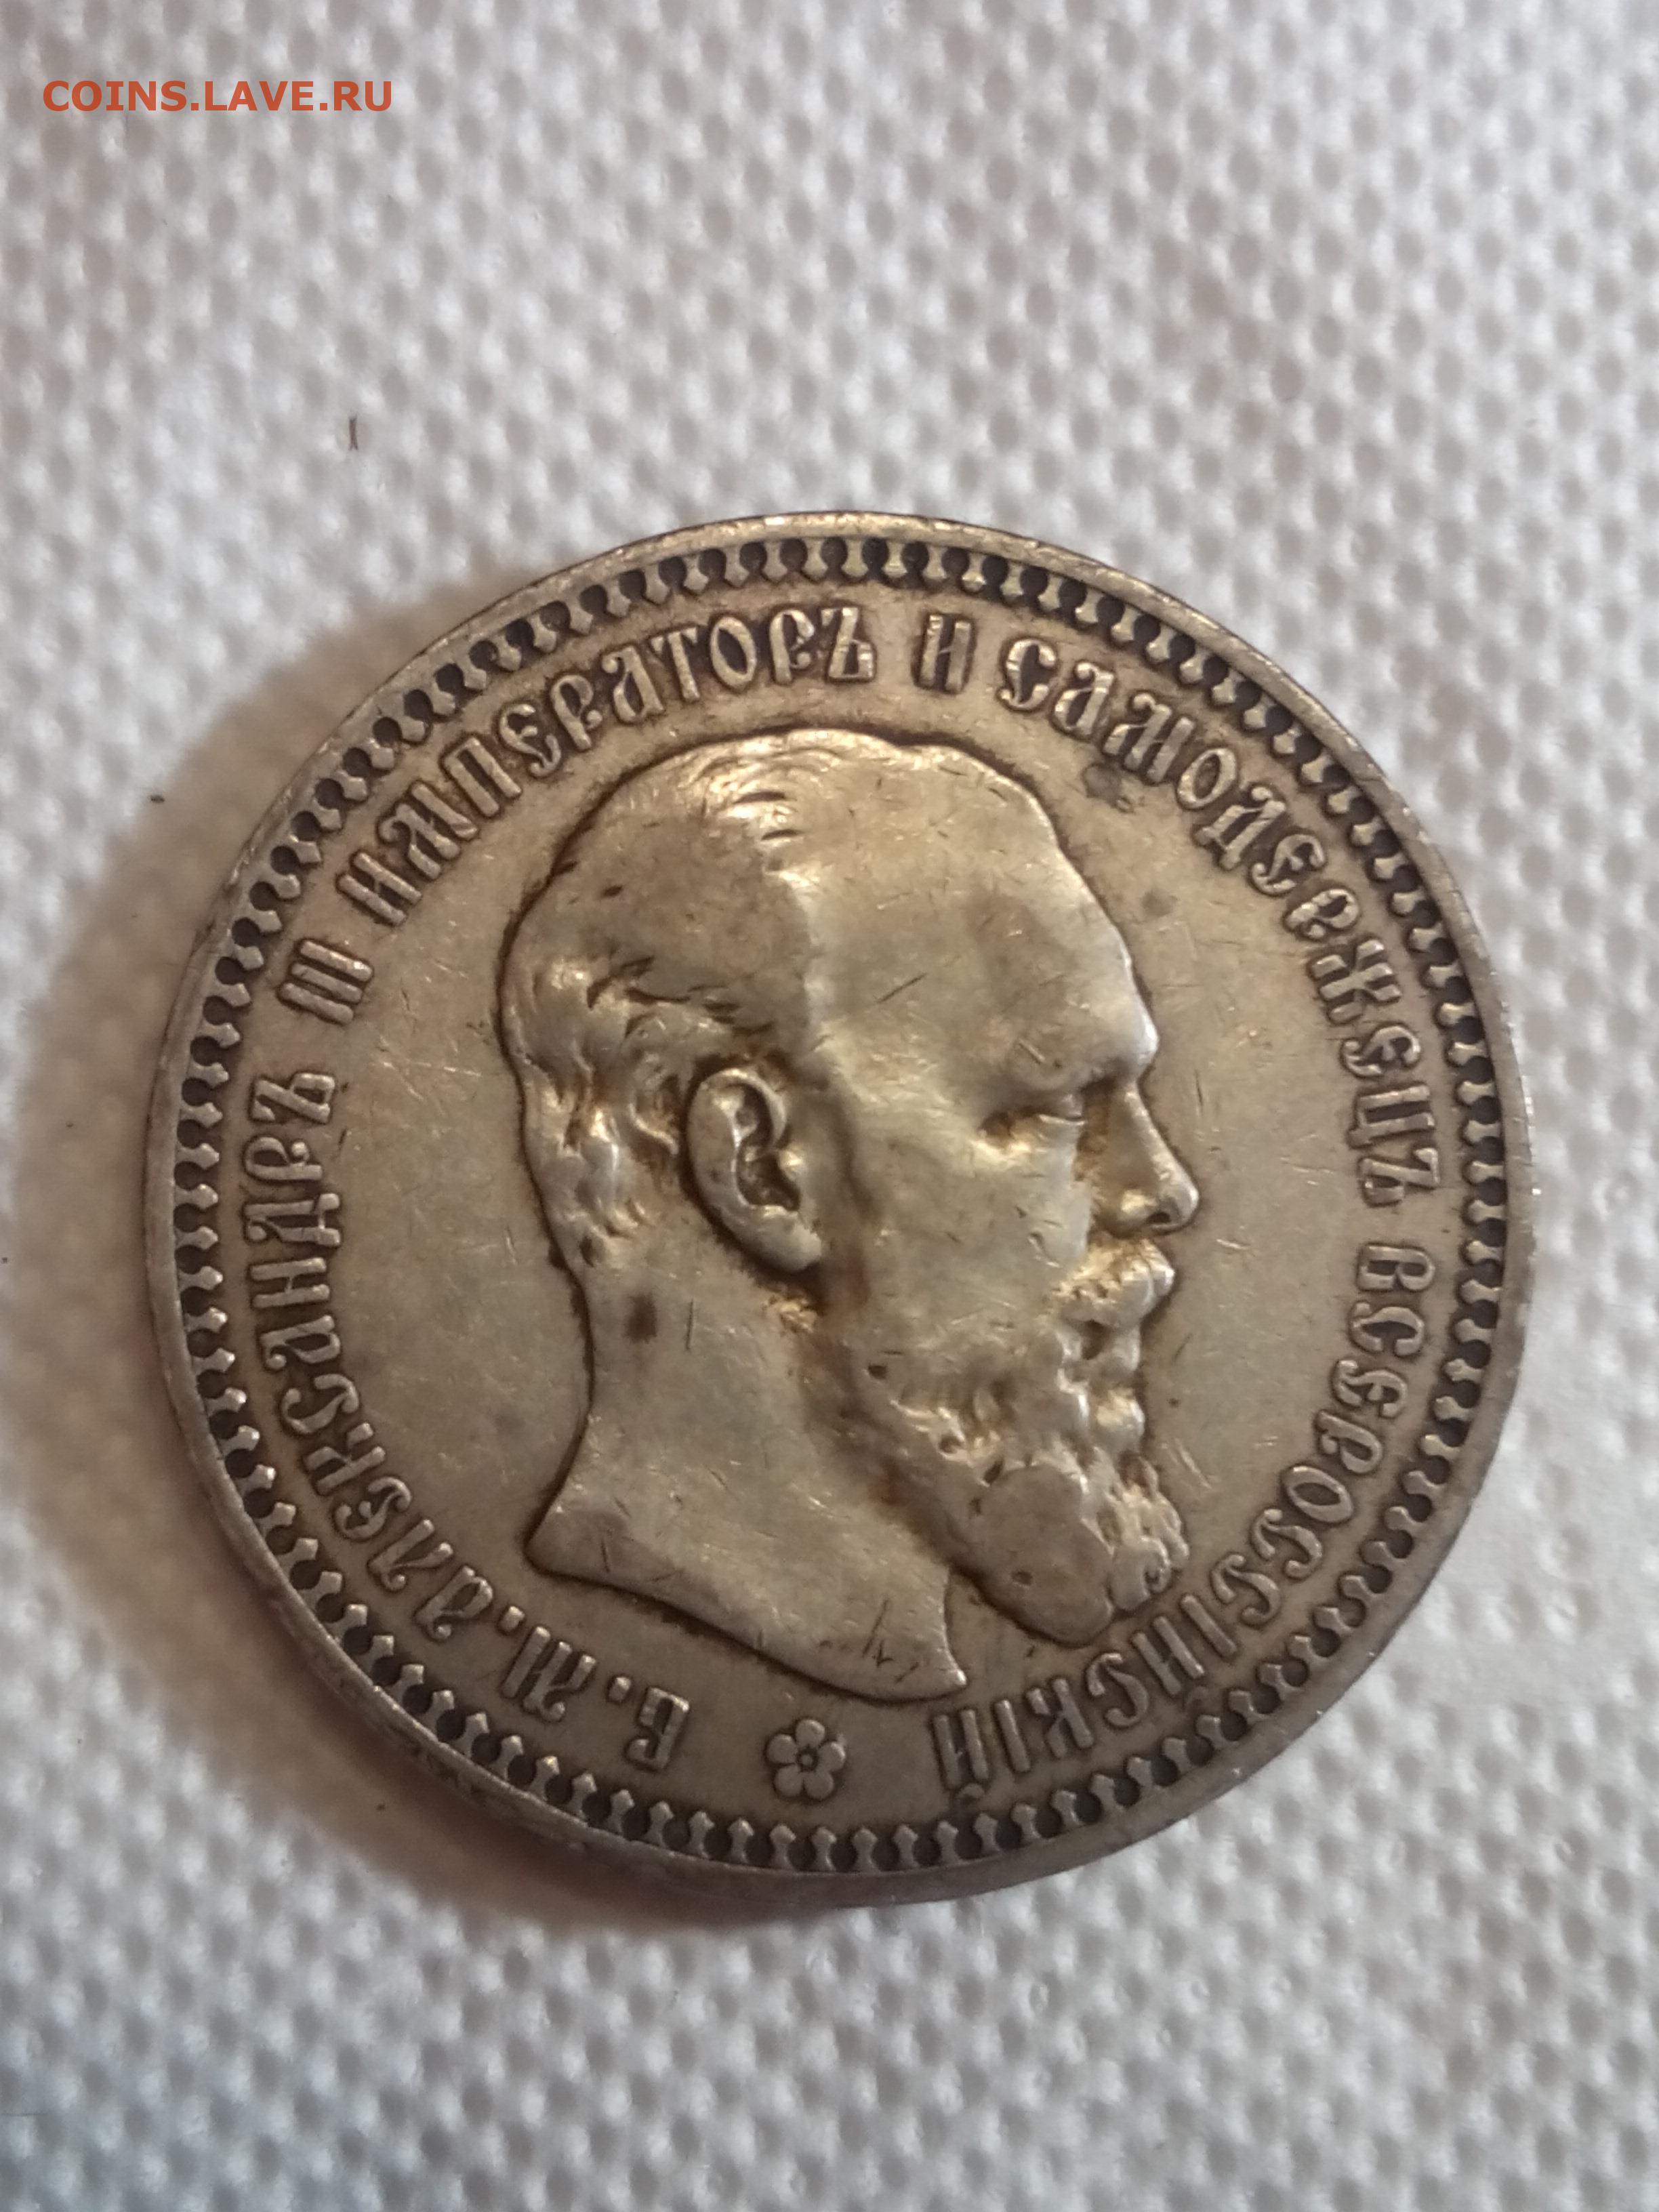 COINS.LAVE.RU
Б.М.АЛЕКСАНДРЪ III ИМПЕРАТОРЪ И САМОДЕРЖЕЦЪ ВСЕРОССІЙСКІЙ